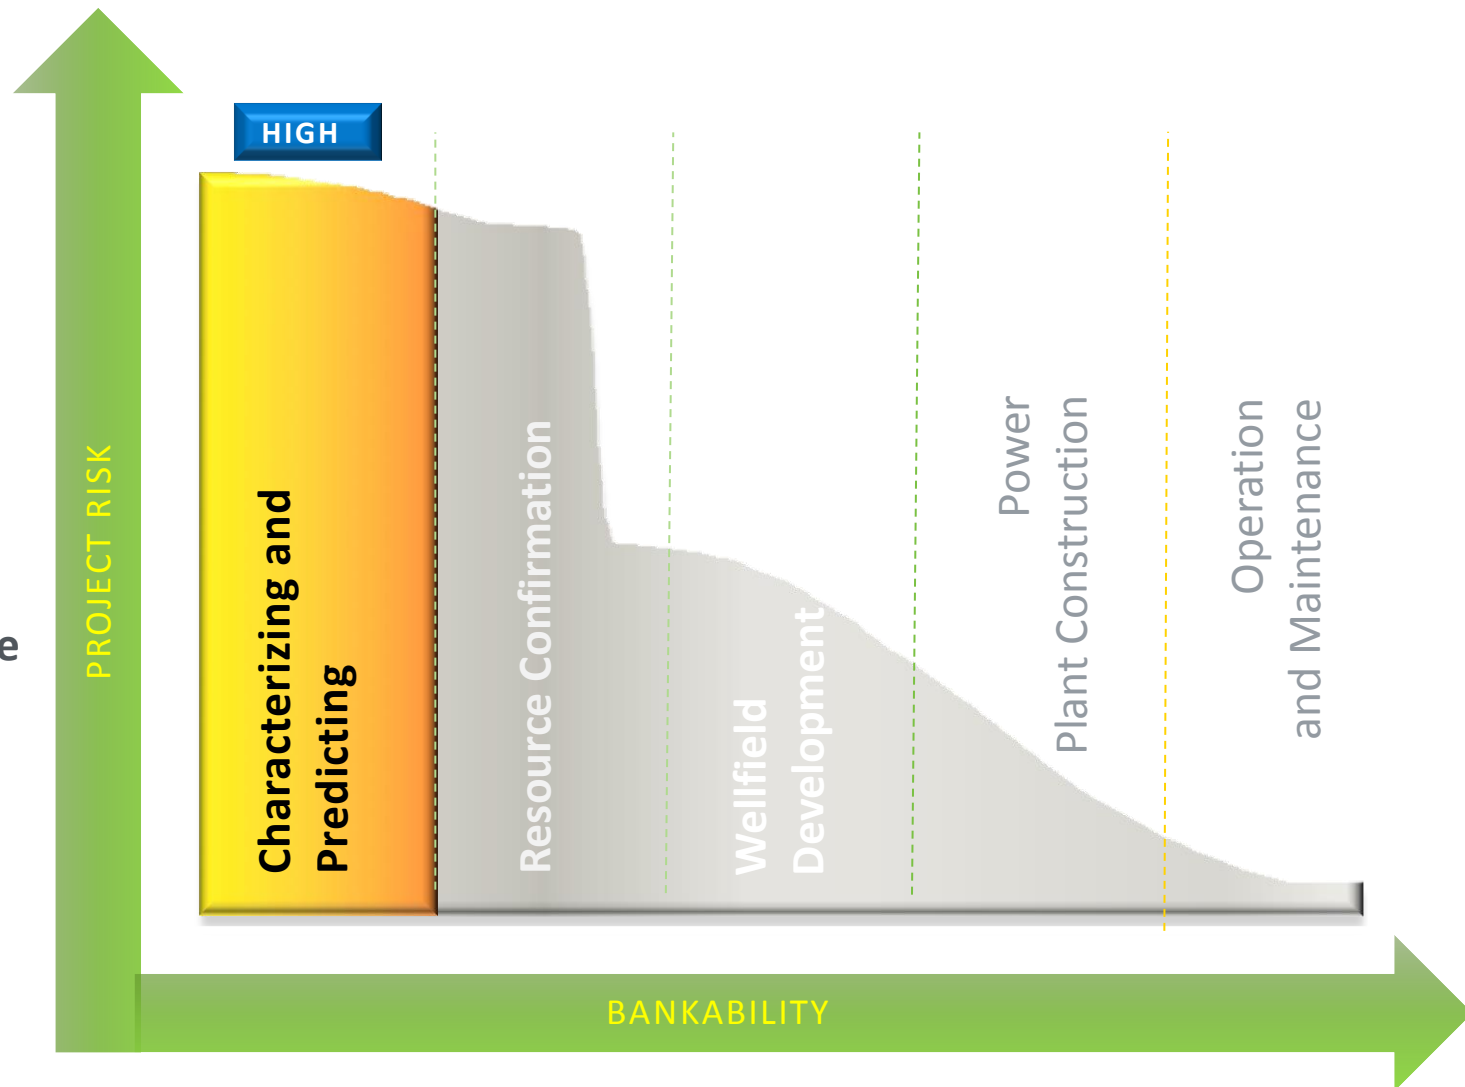 HIGH
PROJECT RISK
e
Characterizing and
Predicting
Resource Confirmation
Wellfield
Development
Power
Plant Construction
Operation
and Maintenance
BANKABILITY